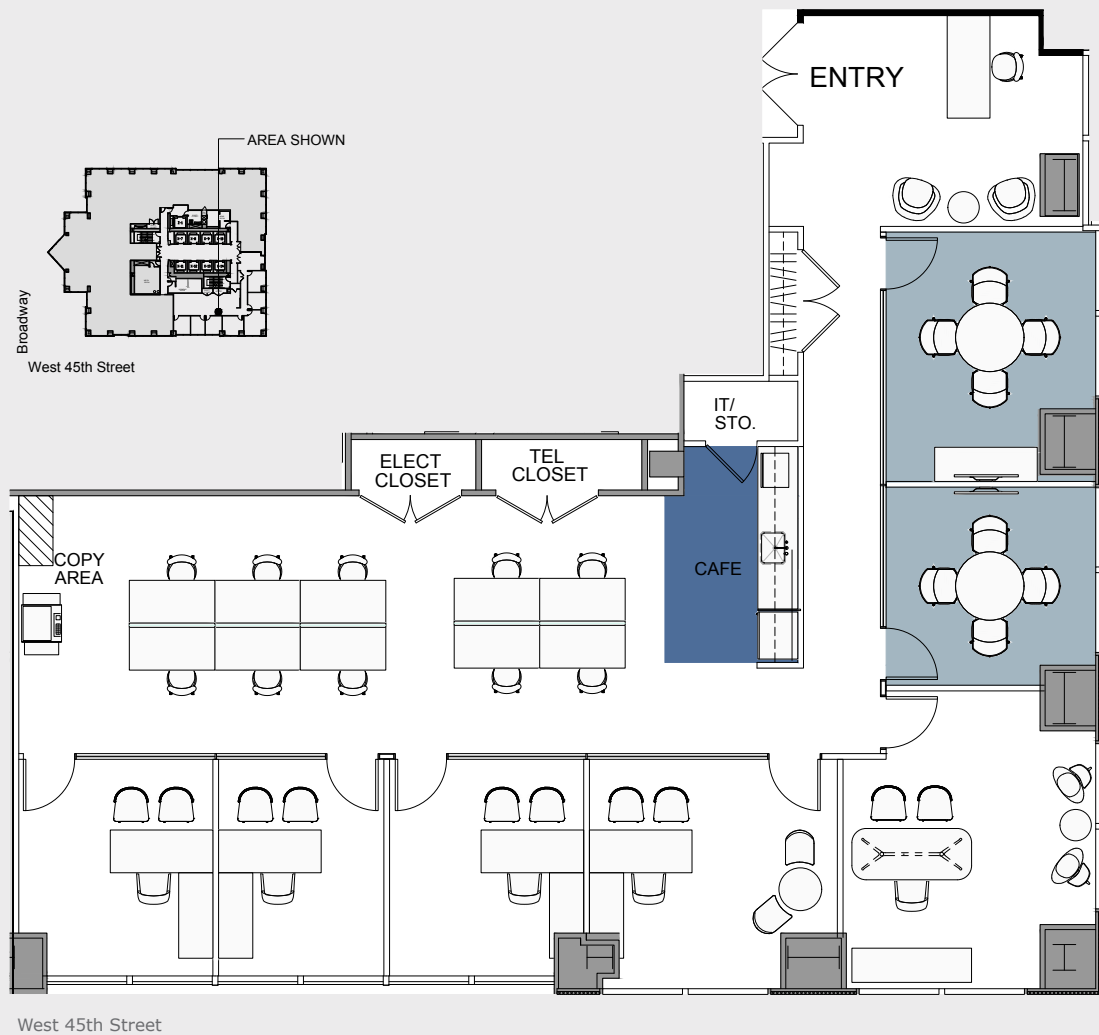 ENTRY
AREA SHOWN
Broadway
West 45th Street
IT/
STO.
ELECT
CLOSET
TEL
CLOSET
COPY
AREA
CAFE
West 45th Street